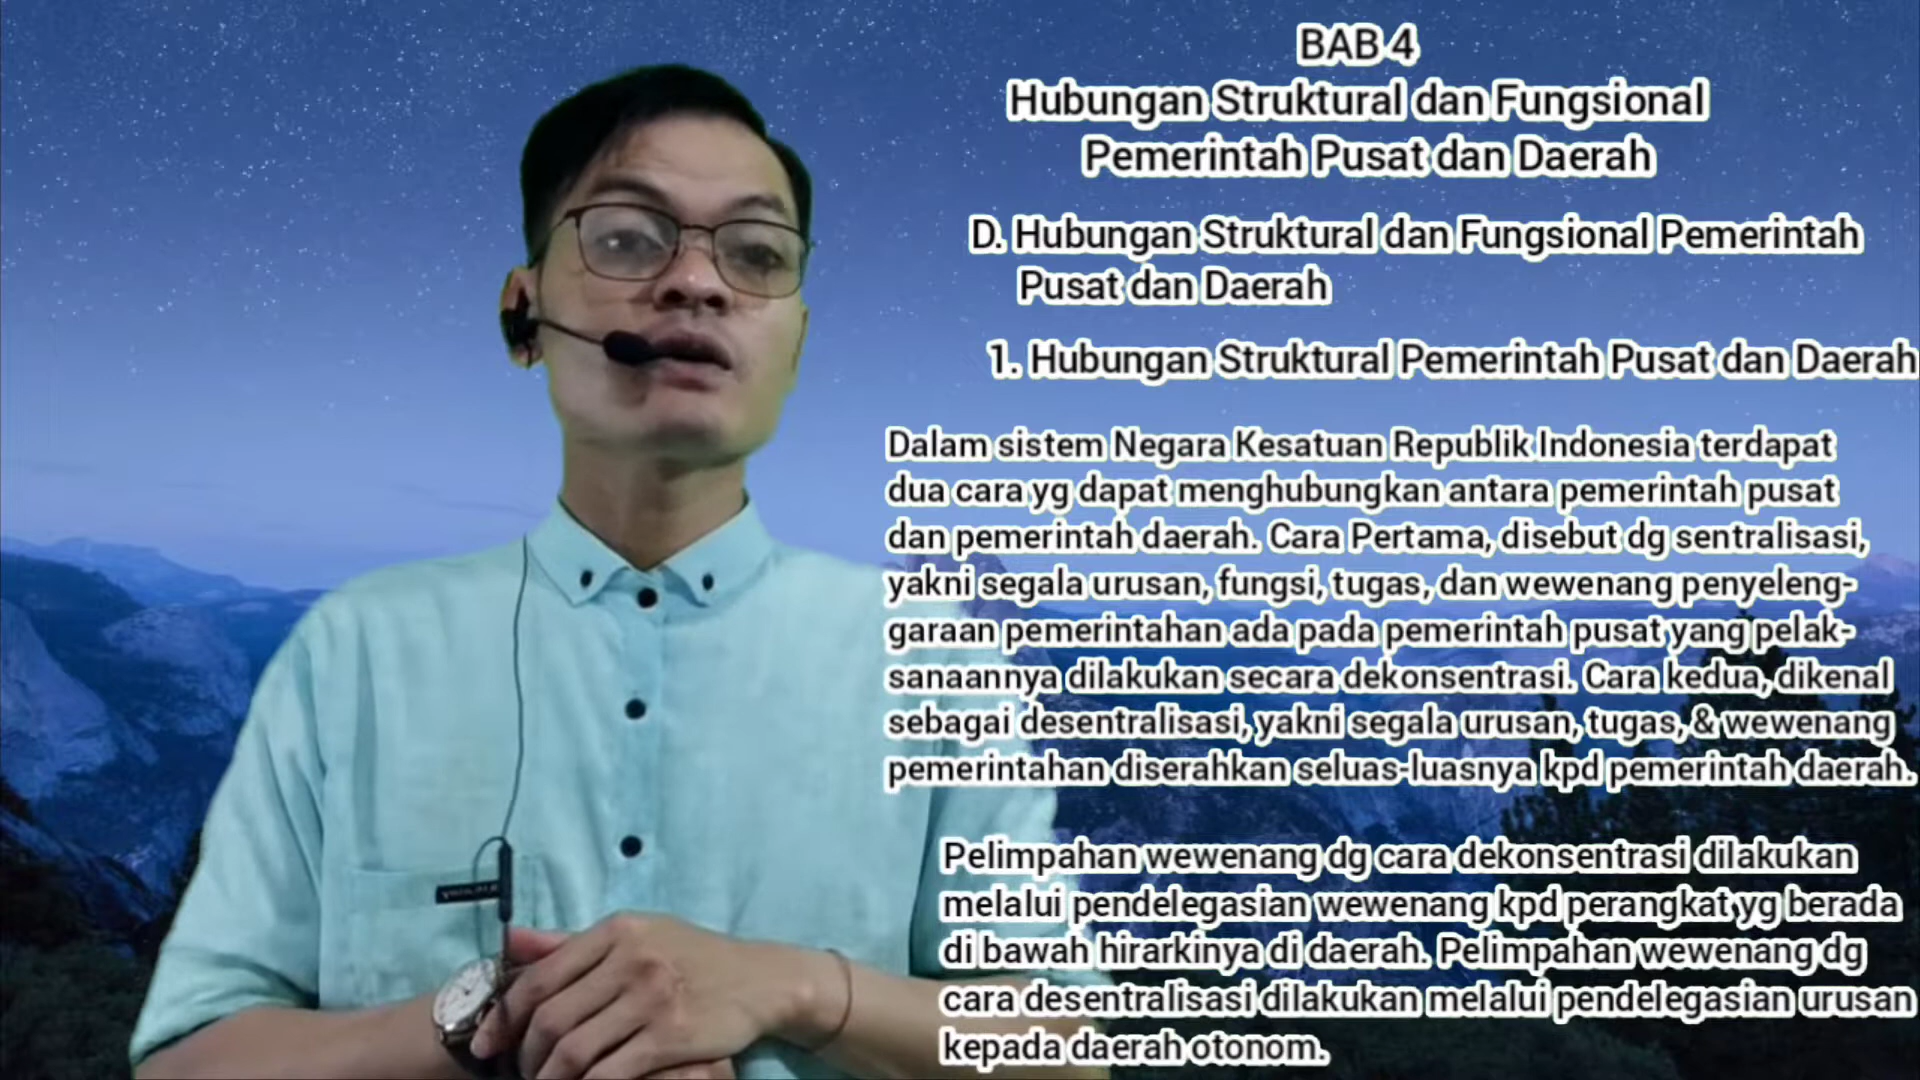 BAB 4
Hubungan Struktural dan Fungsional
Pemerintah Pusat dan Daerah
D. Hubungan Struktural dan Fungsional Pemerintah
Pusat dan Daerah
1. Hubungan Struktural Pemerintah Pusat dan Daerah
Dalam sistem Negara Kesatuan Republik Indonesia terdapat
dua cara yg dapat menghubungkan antara pemerintah pusat
dan pemerintah daerah. Cara Pertama, disebut dg sentralisasi,
yakni segala urusan, fungsi, tugas, dan wewenang penyeleng-
garaan pemerintahan ada pada pemerintah pusat yang pelak-
sanaannya dilakukan secara dekonsentrasi. Cara kedua, dikenal
sebagai desentralisasi, yakni segala urusan, tugas, & wewenang
pemerintahan diserahkan seluas-luasnya kpd pemerintah daerah.
Pelimpahan wewenang dg cara dekonsentrasi dilakukan
melalui pendelegasian wewenang kpd perangkat yg berada
di bawah hirarkinya di daerah. Pelimpahan wewenang dg
cara desentralisasi dilakukan melalui pendelegasian urusan
kepada daerah otonom.